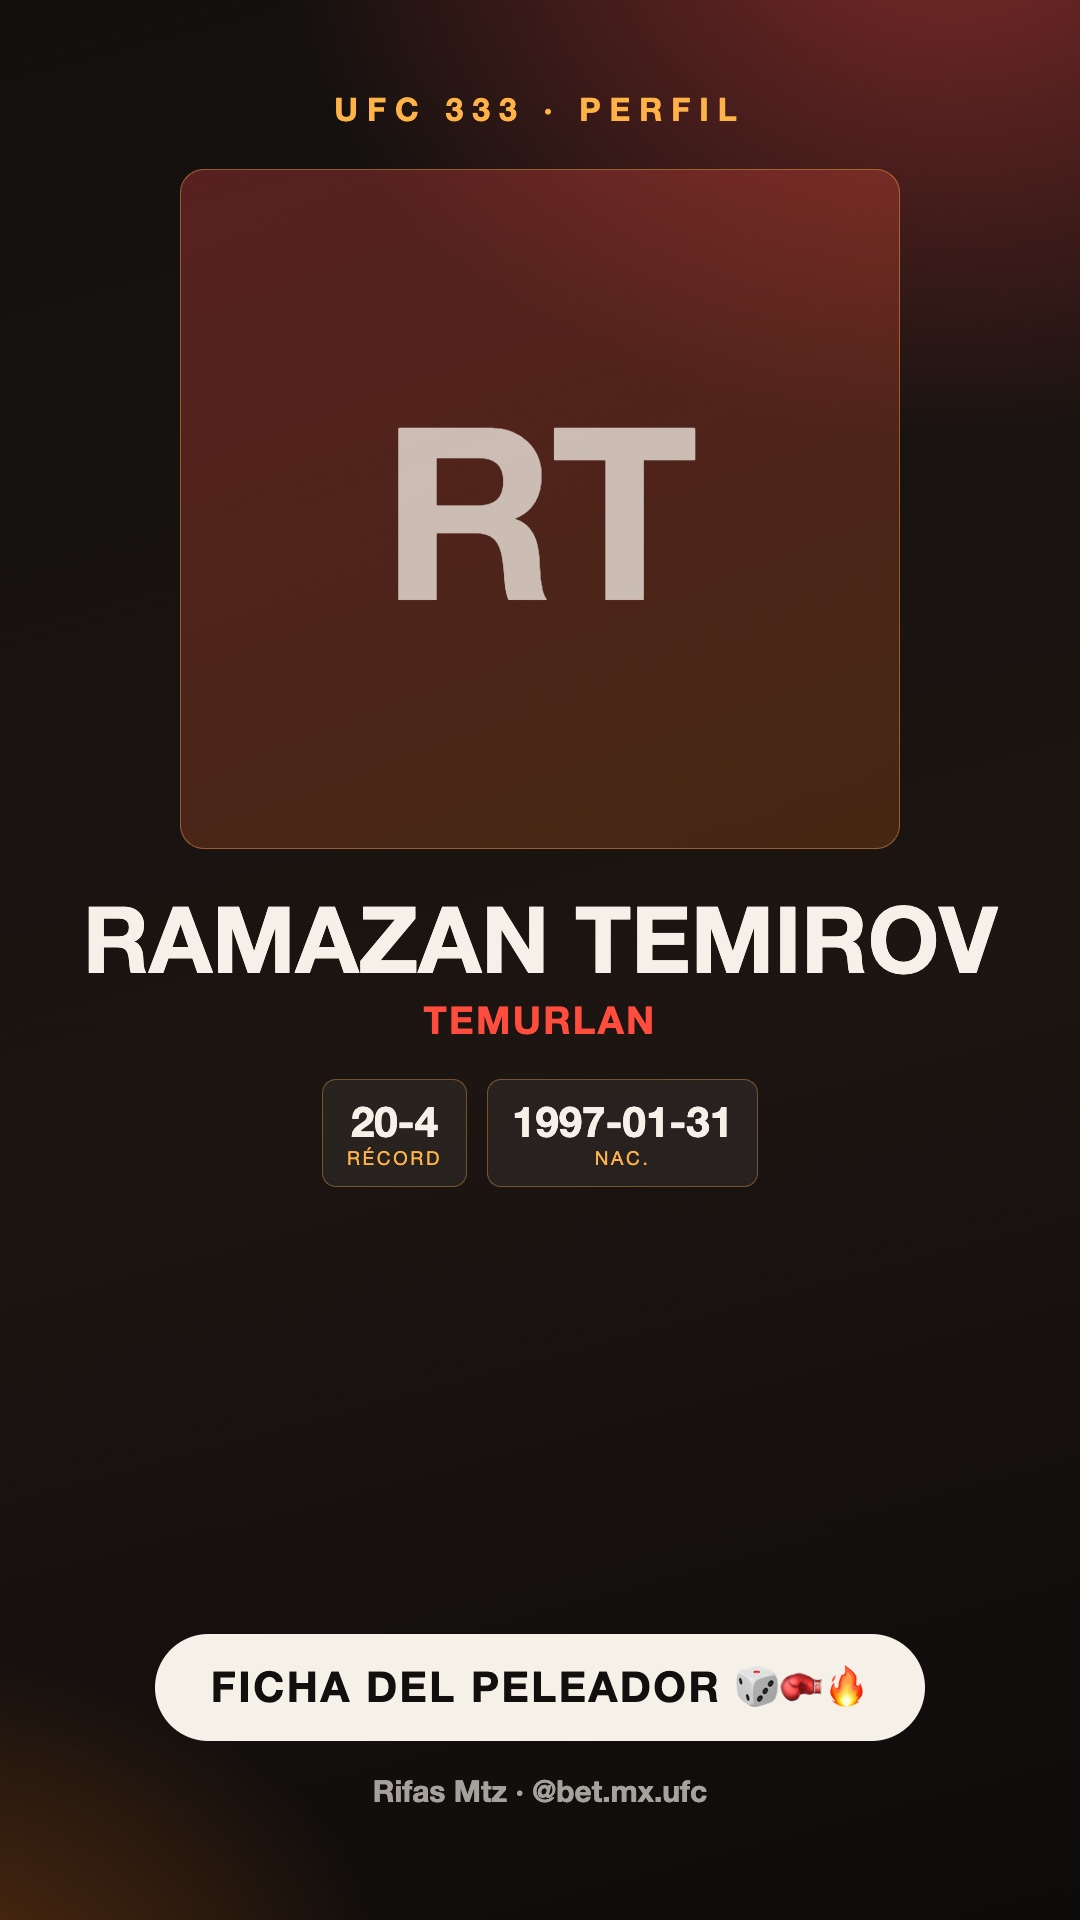 UFC 333 · PERFIL
RT
RAMAZAN TEMIROV
TEMURLAN
20-4
RÉCORD
1997-01-31
NAC.
FICHA DEL PELEADOR 🎲🥊🔥
Rifas Mtz · @bet.mx.ufc